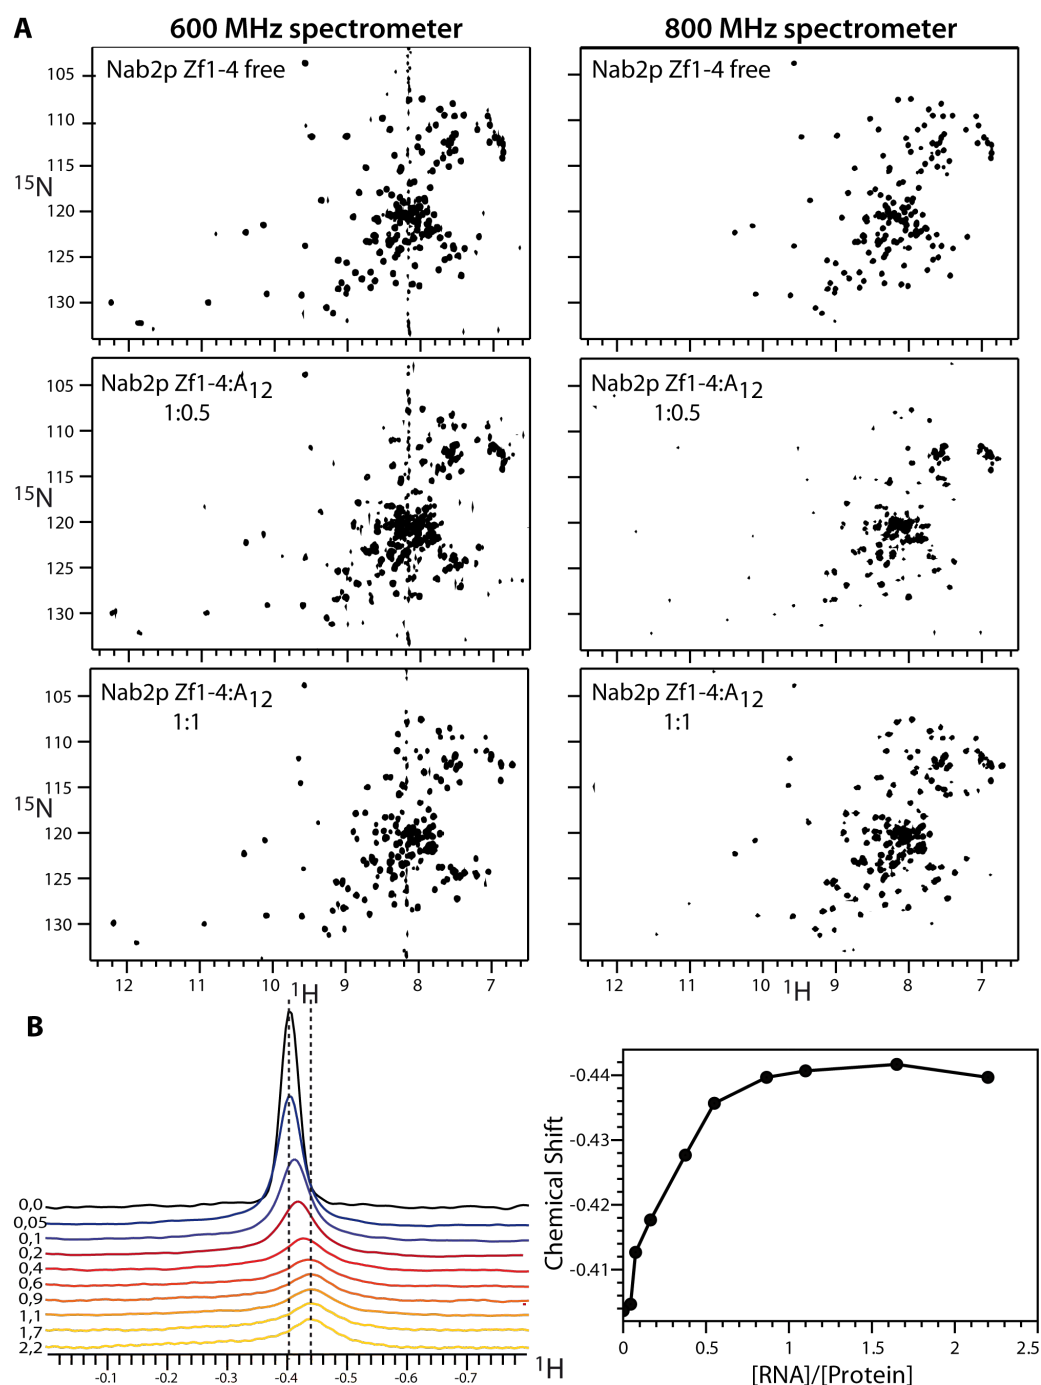 A
600 MHz spectrometer
800 MHz spectrometer
Nab2p Zf1-4 free
105
110
115
15N
120
125
130
Nab2p Zf1-4 free
Nab2p Zf1-4:A12
1:0.5
105
110
115
15N
120
125
130
Nab2p Zf1-4:A12
1:0.5
Nab2p Zf1-4:A12
1:1
105
110
115
15N
120
125
130
Nab2p Zf1-4:A12
1:1
12 11 10 9 8 7
1H
12 11 10 9 8 7
1H
B
0,0
0,05
0,1
0,2
0,4
0,6
0,9
1,1
1,7
2,2
-0.1 -0.2 -0.3 -0.4 -0.5 -0.6 -0.7
1H
Chemical Shift
-0.44
-0.43
-0.42
-0.41
0 0.5 1 1.5 2 2.5
[RNA]/[Protein]